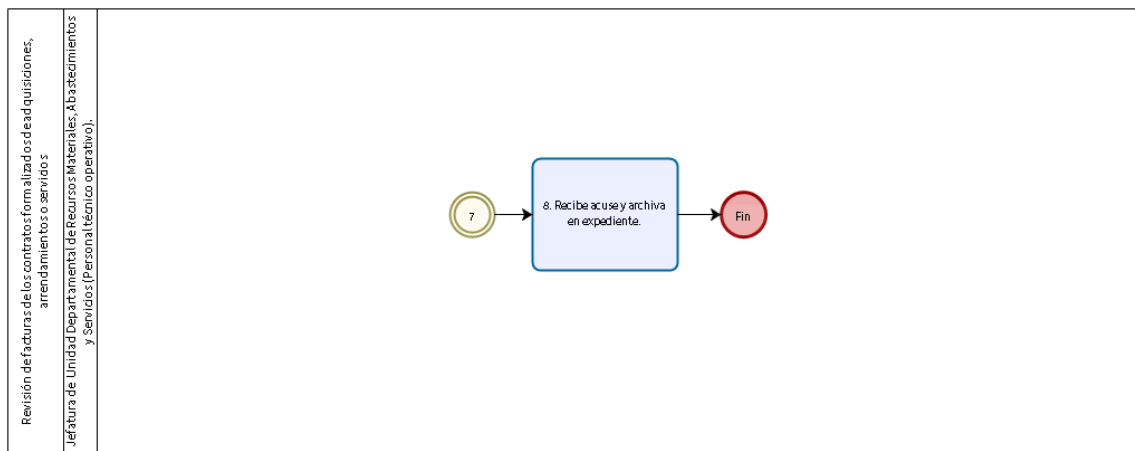 Revisión de facturas de los contratos formalizados de adquisiciones,
arrendamiento o servicios
Jefatura de Unidad Departamental de Recursos Materiales, Abastecimientos
y Servicios (Personal técnico operativo).
7
8. Recibe acuse y archiva
en expediente.
Fin